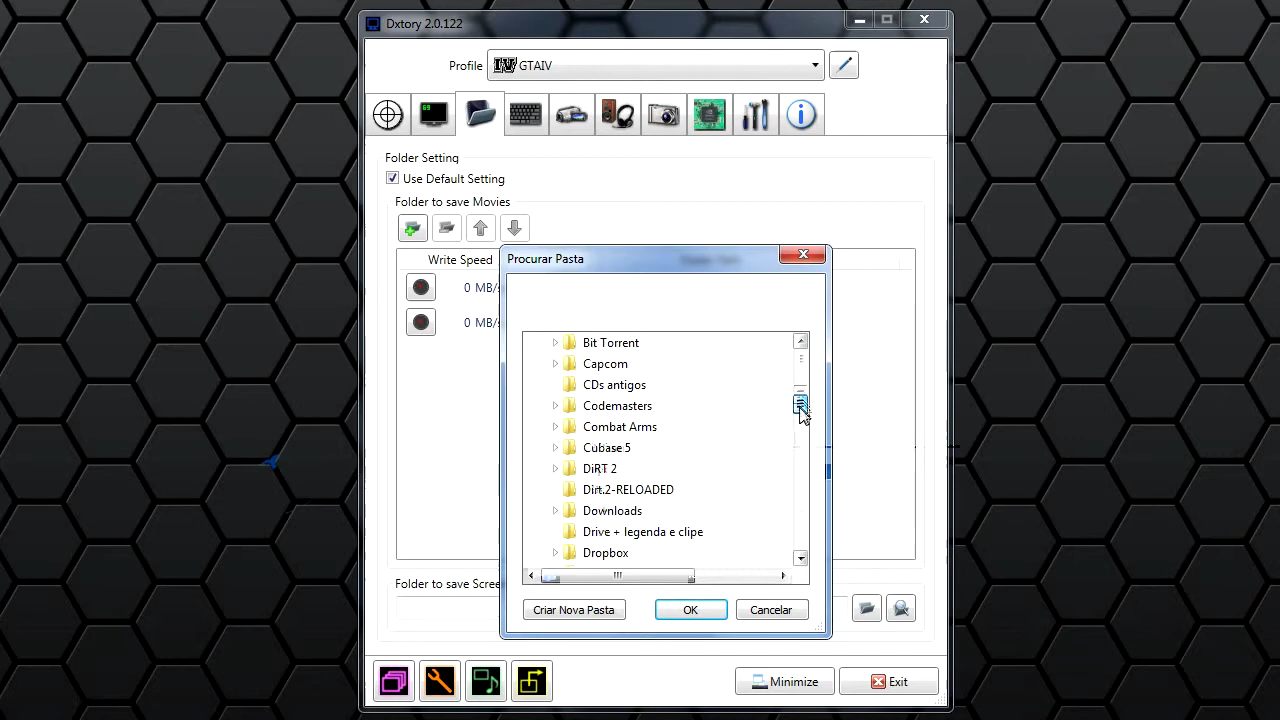 Dxtory 2.0.122
Profile
IV GTAIV
69
Folder Setting
Use Default Setting
Folder to save Movies
Write Speed
0 MB/s
0 MB/s
Procurar Pasta
Bit Torrent
Capcom
CDs antigos
Codemasters
Combat Arms
Cubase 5
DiRT 2
Dirt.2-RELOADED
Downloads
Drive + legenda e clipe
Dropbox
Criar Nova Pasta
OK
Cancelar
Folder to save Scree
Minimize
Exit